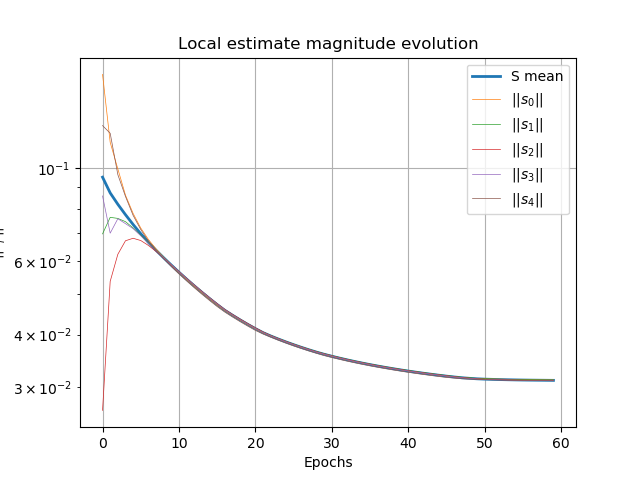 Local estimate magnitude evolution
S mean
||s₀||
||s₁||
||s₂||
||s₃||
||s₄||
10⁻¹
6 × 10⁻²
4 × 10⁻²
3 × 10⁻²
0 10 20 30 40 50 60
Epochs